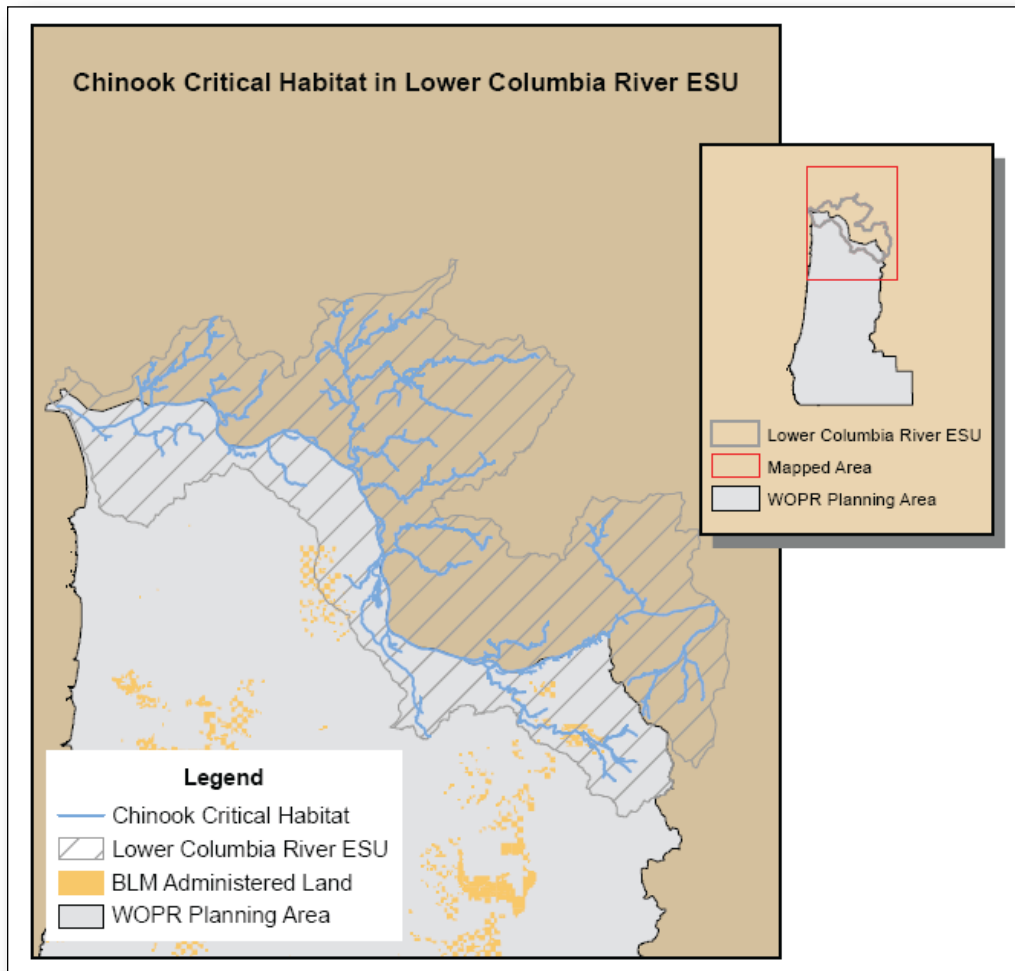 Chinook Critical Habitat in Lower Columbia River ESU
Lower Columbia River ESU
Mapped Area
WOPR Planning Area
Legend
Chinook Critical Habitat
Lower Columbia River ESU
BLM Administered Land
WOPR Planning Area